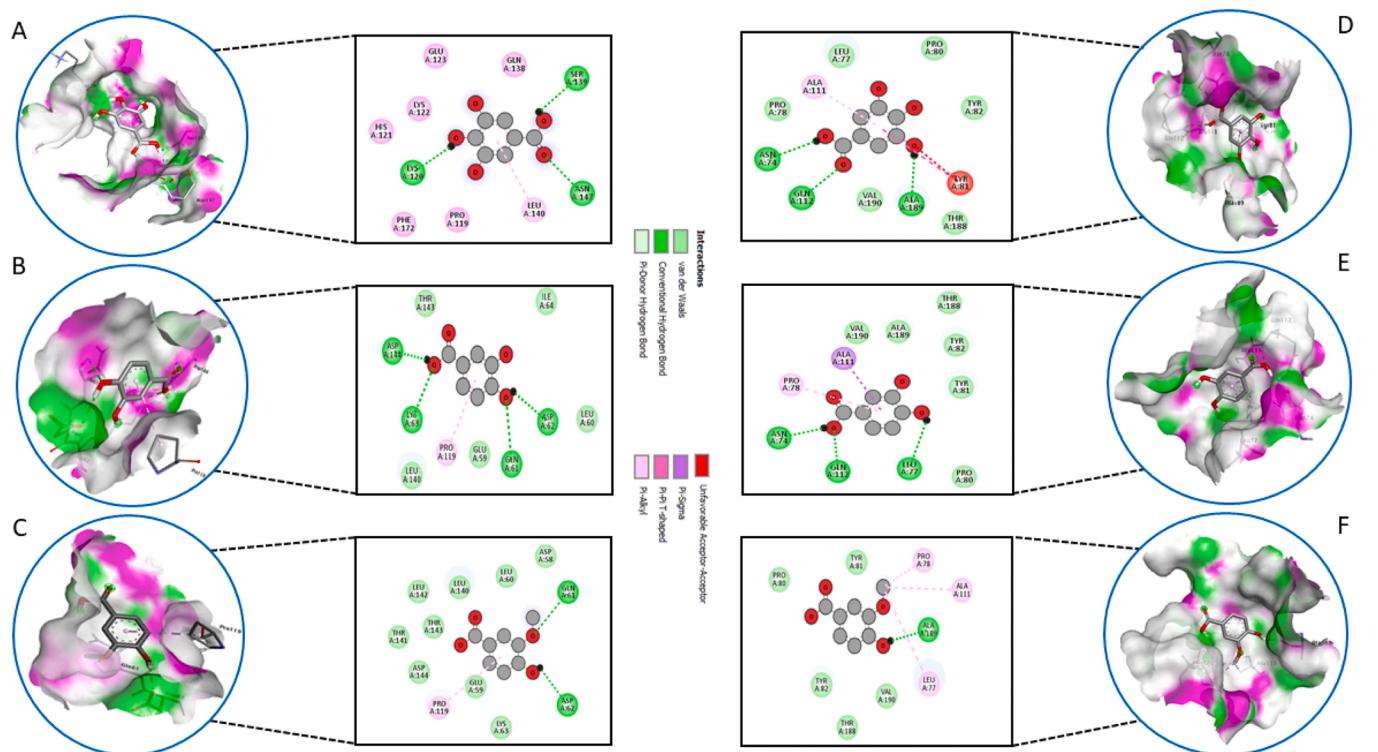 A
GLU
A:123
GLN
A:138
SER
A:139
LYS
A:122
HIS
A:121
LYS
A:120
ASN
A:147
LEU
A:140
PHE
A:172
PRO
A:119
O
O
O
O
O
B
THR
A:143
ILE
A:64
ASP
A:144
LYS
A:63
PRO
A:119
GLU
A:59
GLN
A:61
ASP
A:62
LEU
A:60
LEU
A:140
O
O
O
O
C
ASP
A:58
LEU
A:60
GLN
A:61
LEU
A:142
LEU
A:140
THR
A:141
THR
A:143
ASP
A:144
GLU
A:59
PRO
A:119
LYS
A:63
ASP
A:62
O
O
O
O
Interactions
van der Waals
Conventional Hydrogen Bond
Pi-Donor Hydrogen Bond
Unfavorable Acceptor-Acceptor
Pi-Sigma
Pi-Pi T-shaped
Pi-Alkyl
D
LEU
A:77
PRO
A:80
ALA
A:111
PRO
A:78
TYR
A:82
ASN
A:74
GLN
A:112
VAL
A:190
ALA
A:189
TYR
A:81
THR
A:188
O
O
O
O
O
E
THR
A:188
VAL
A:190
ALA
A:189
TYR
A:82
ALA
A:111
PRO
A:78
TYR
A:81
ASN
A:74
GLN
A:112
LEU
A:77
PRO
A:80
O
O
O
O
F
TYR
A:81
PRO
A:78
PRO
A:80
ALA
A:111
ALA
A:189
TYR
A:82
VAL
A:190
LEU
A:77
THR
A:188
O
O
O
O